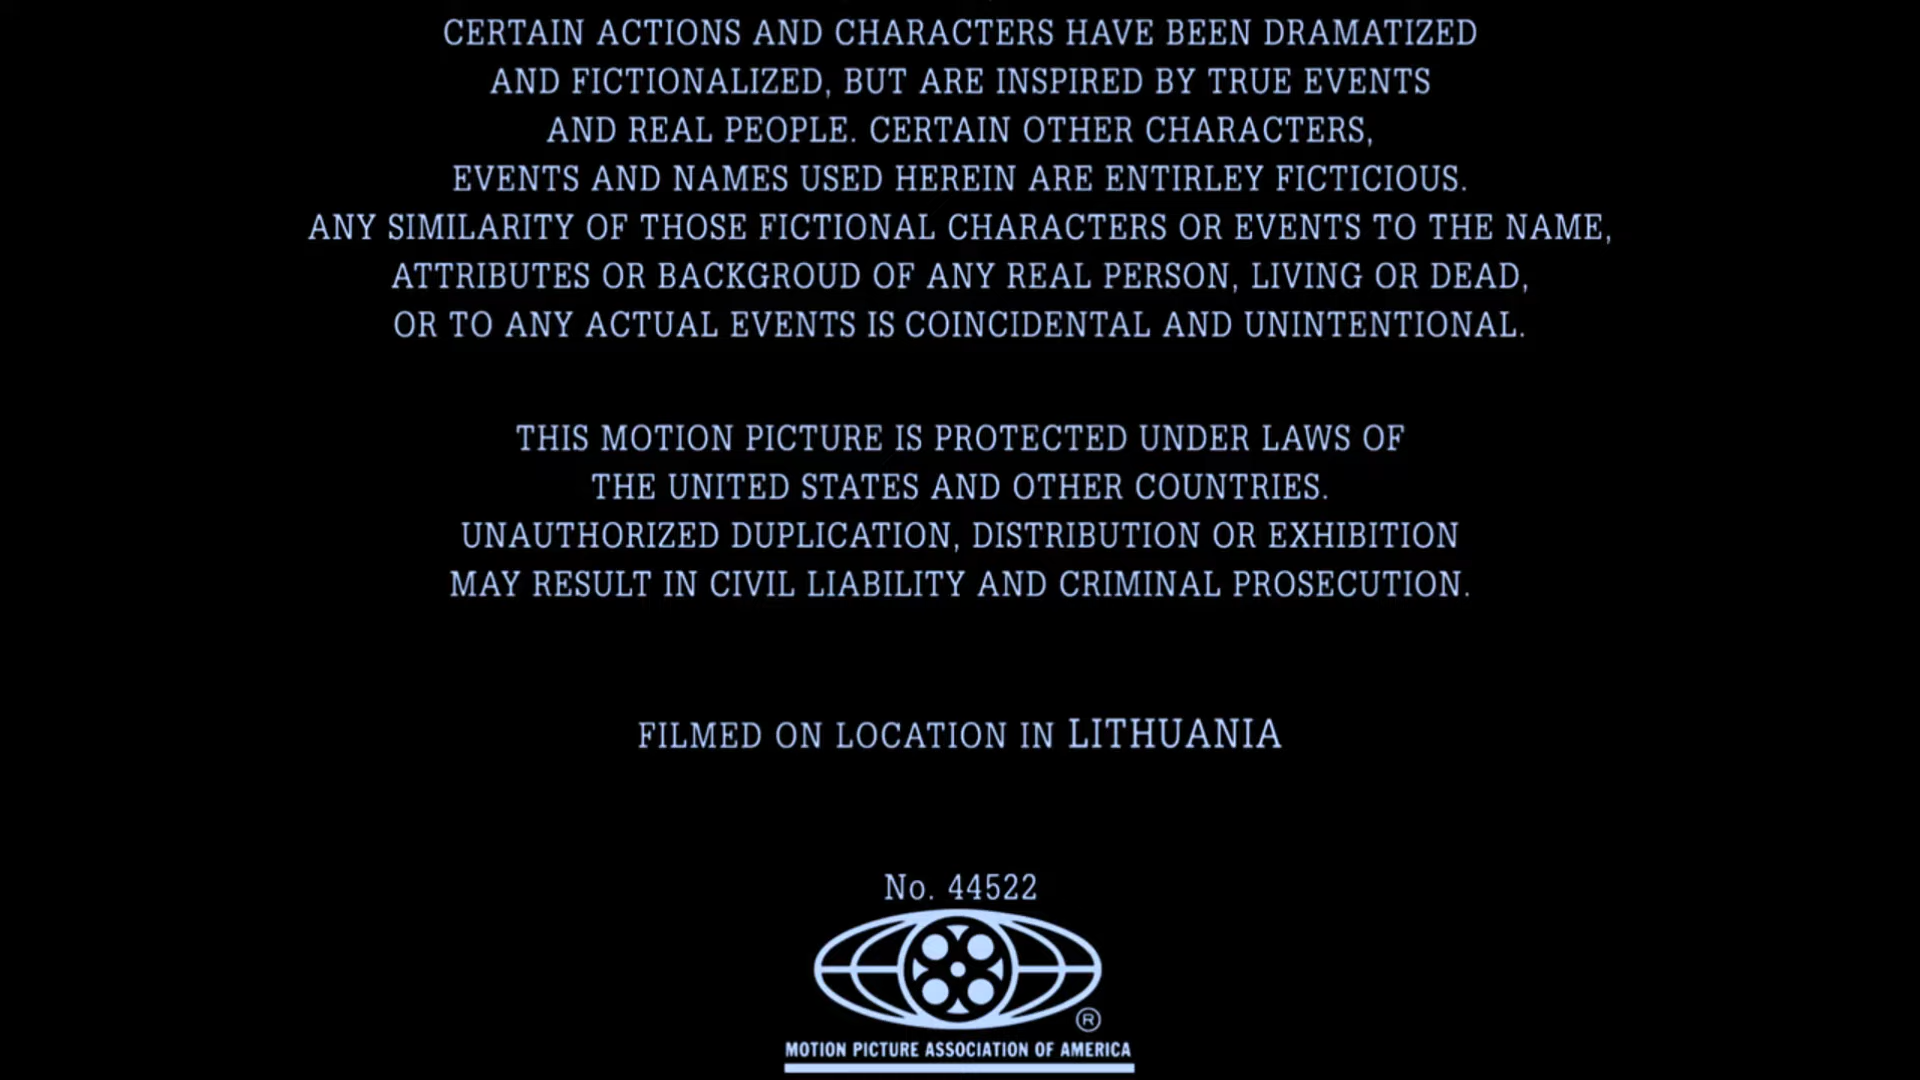 CERTAIN ACTIONS AND CHARACTERS HAVE BEEN DRAMATIZED
AND FICTIONALIZED, BUT ARE INSPIRED BY TRUE EVENTS
AND REAL PEOPLE. CERTAIN OTHER CHARACTERS,
EVENTS AND NAMES USED HEREIN ARE ENTIRLEY FICTICIOUS.
ANY SIMILARITY OF THOSE FICTIONAL CHARACTERS OR EVENTS TO THE NAME,
ATTRIBUTES OR BACKGROUD OF ANY REAL PERSON, LIVING OR DEAD,
OR TO ANY ACTUAL EVENTS IS COINCIDENTAL AND UNINTENTIONAL.
THIS MOTION PICTURE IS PROTECTED UNDER LAWS OF
THE UNITED STATES AND OTHER COUNTRIES.
UNAUTHORIZED DUPLICATION, DISTRIBUTION OR EXHIBITION
MAY RESULT IN CIVIL LIABILITY AND CRIMINAL PROSECUTION.
FILMED ON LOCATION IN LITHUANIA
No. 44522
®
MOTION PICTURE ASSOCIATION OF AMERICA